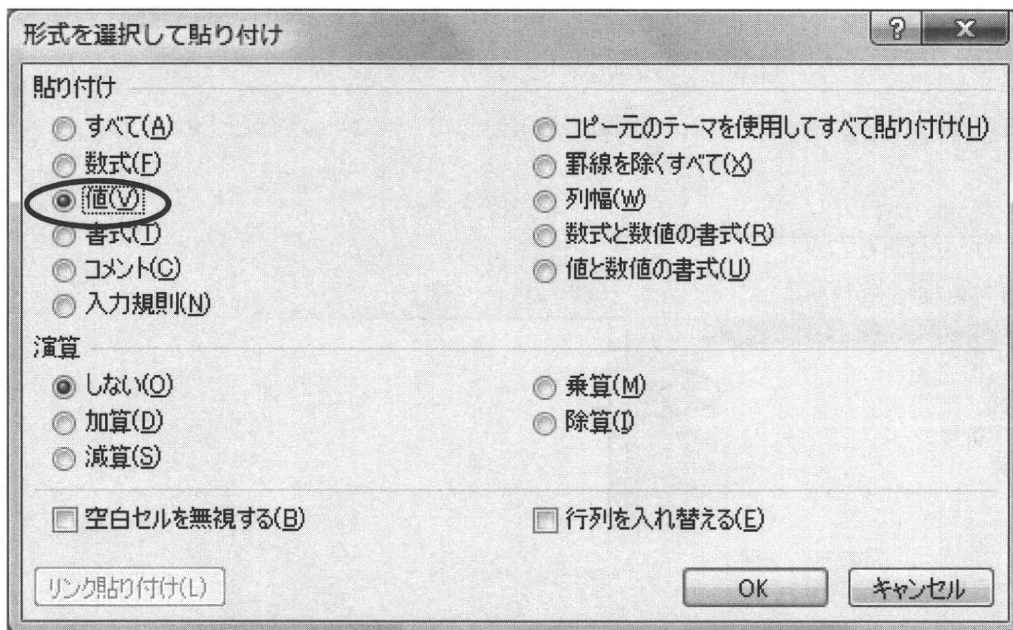 形式を選択して貼り付け
貼り付け
すべて(A)
数式(F)
値(V)
書式(T)
コメント(C)
入力規則(N)
コピー元のテーマを使用してすべて貼り付け(H)
罫線を除くすべて(X)
列幅(W)
数式と数値の書式(R)
値と数値の書式(U)
演算
しない(O)
加算(D)
減算(S)
乗算(M)
除算(I)
空白セルを無視する(B)
行列を入れ替える(E)
リンク貼り付け(L)
OK
キャンセル